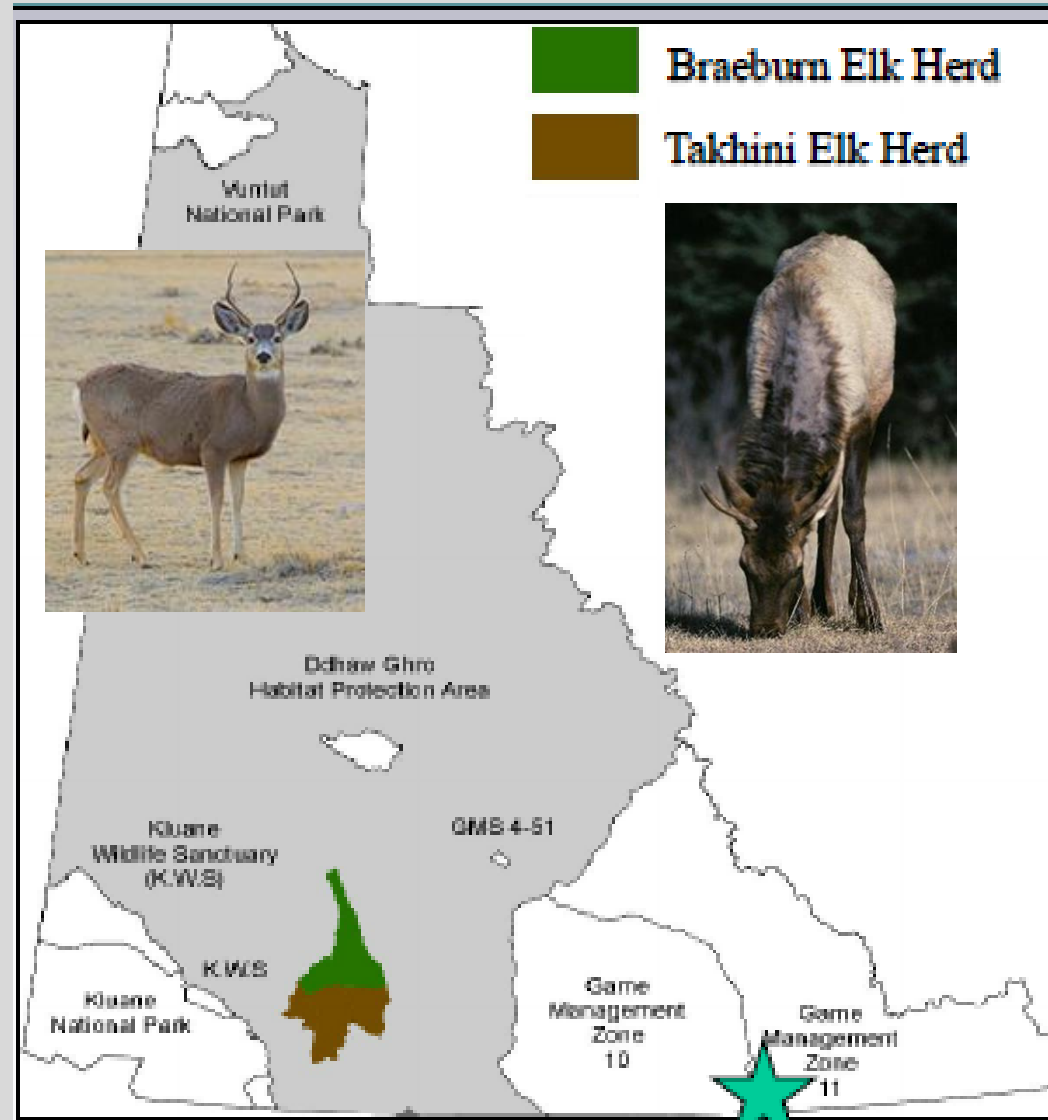 Braeburn Elk Herd
Takhini Elk Herd
Vuntut
National Park
Ddhaw Ghro
Habitat Protection Area
Kluane
Wildlife Sanctuary
(K.W.S)
GMS 4-51
K.W.S
Kluane
National Park
Game
Management
Zone
10
Game
Management
Zone
11